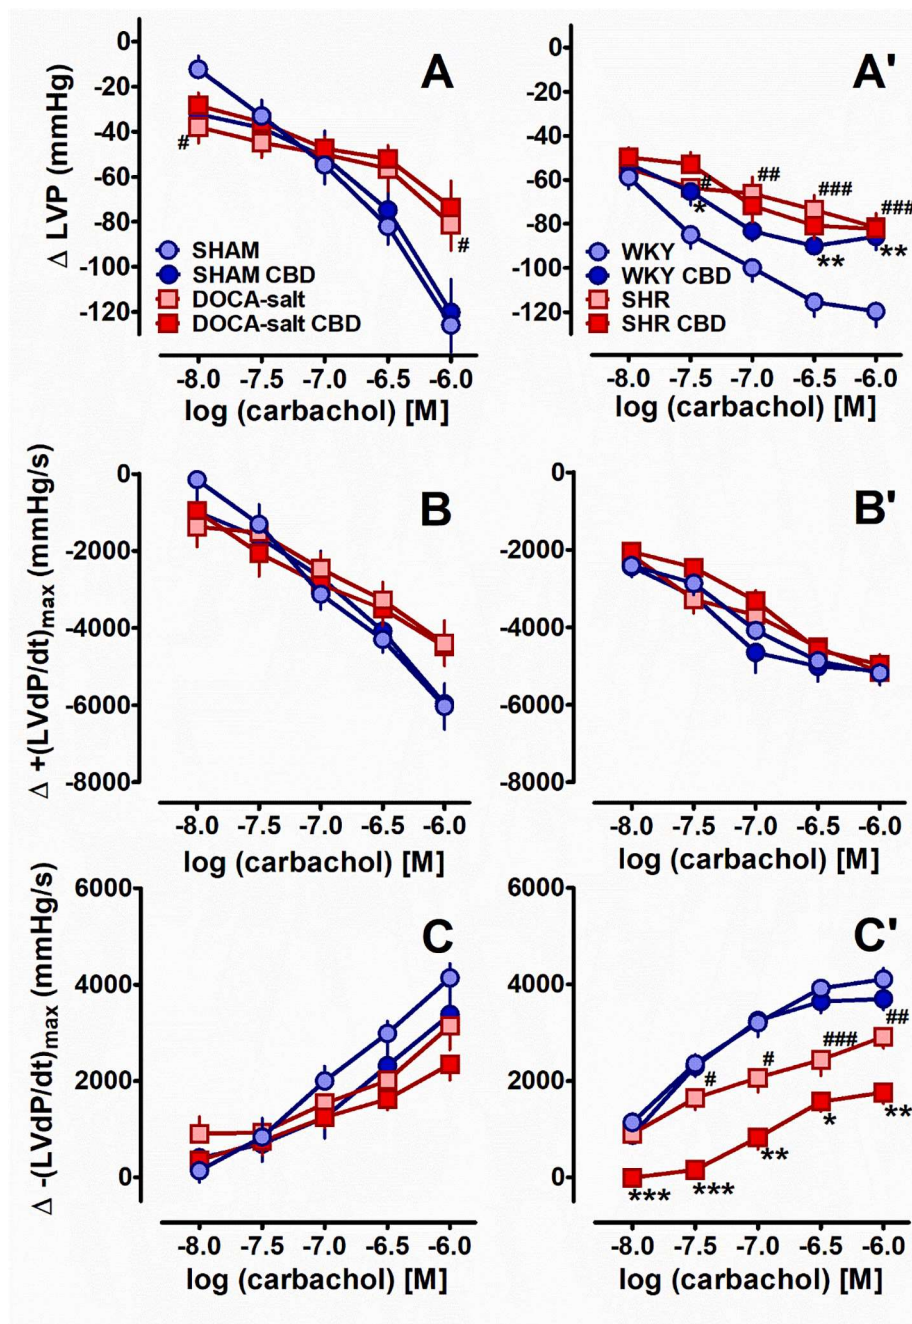 A
Δ LVP (mmHg)
0
-20
-40
-60
-80
-100
-120
#
#
SHAM
SHAM CBD
DOCA-salt
DOCA-salt CBD
-8.0 -7.5 -7.0 -6.5 -6.0
log (carbachol) [M]
A'
0
-20
-40
-60
-80
-100
-120
# ## ### ###
* ** **
WKY
WKY CBD
SHR
SHR CBD
-8.0 -7.5 -7.0 -6.5 -6.0
log (carbachol) [M]
B
Δ +(LVdP/dt)max (mmHg/s)
0
-2000
-4000
-6000
-8000
-8.0 -7.5 -7.0 -6.5 -6.0
log (carbachol) [M]
B'
0
-2000
-4000
-6000
-8000
-8.0 -7.5 -7.0 -6.5 -6.0
log (carbachol) [M]
C
Δ -(LVdP/dt)max (mmHg/s)
6000
4000
2000
0
-8.0 -7.5 -7.0 -6.5 -6.0
log (carbachol) [M]
C'
6000
4000
2000
0
# # ### ##
*** *** ** * **
-8.0 -7.5 -7.0 -6.5 -6.0
log (carbachol) [M]